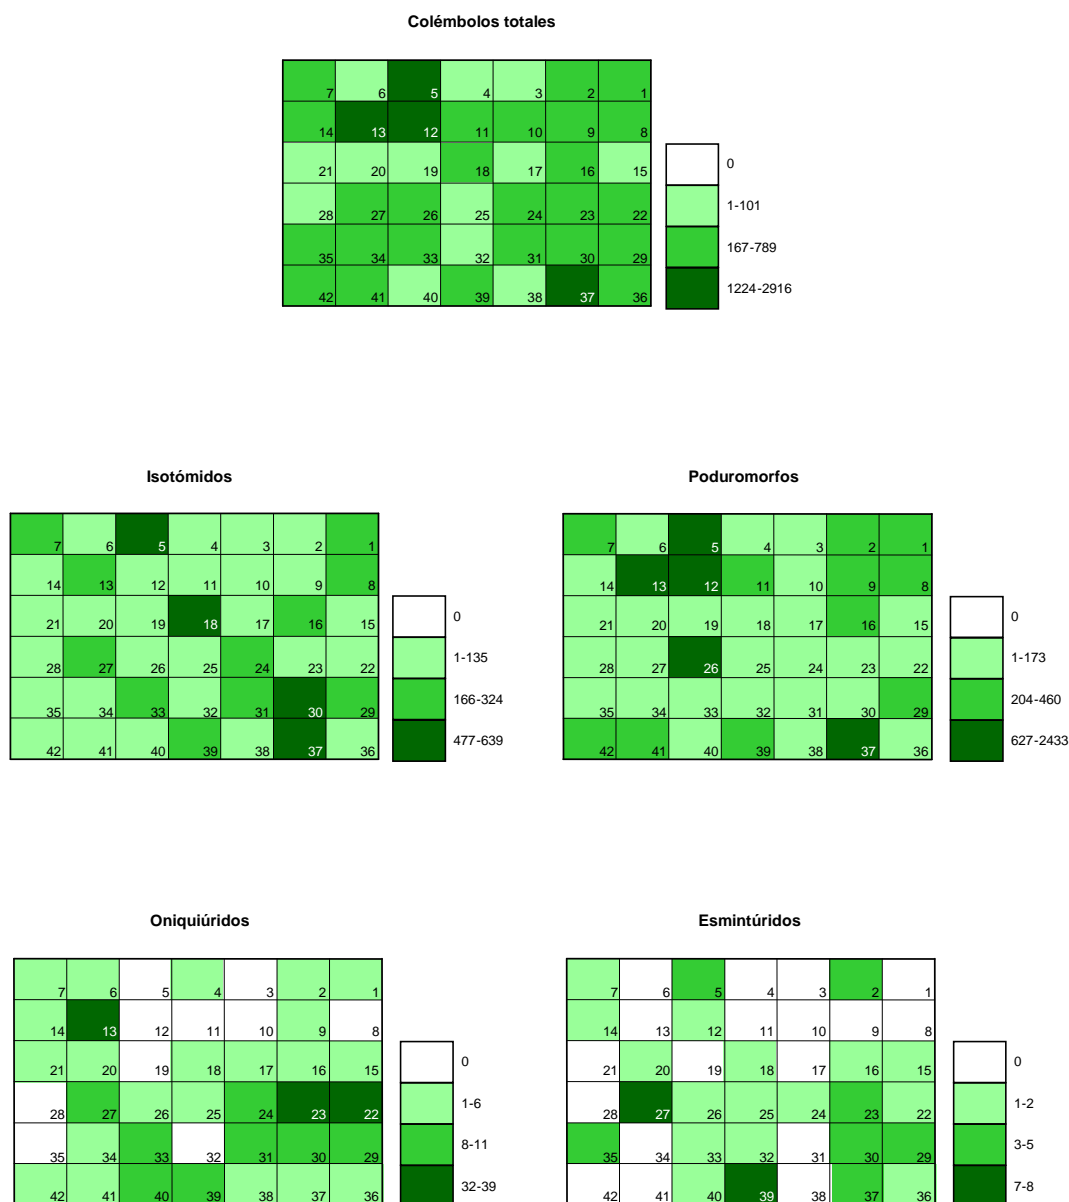 Colémbolos totales
7 6 5 4 3 2 1
14 13 12 11 10 9 8
21 20 19 18 17 16 15
28 27 26 25 24 23 22
35 34 33 32 31 30 29
42 41 40 39 38 37 36
0
1-101
167-789
1224-2916
Isotómidos
7 6 5 4 3 2 1
14 13 12 11 10 9 8
21 20 19 18 17 16 15
28 27 26 25 24 23 22
35 34 33 32 31 30 29
42 41 40 39 38 37 36
0
1-135
166-324
477-639
Poduromorfos
7 6 5 4 3 2 1
14 13 12 11 10 9 8
21 20 19 18 17 16 15
28 27 26 25 24 23 22
35 34 33 32 31 30 29
42 41 40 39 38 37 36
0
1-173
204-460
627-2433
Oniquiúridos
7 6 5 4 3 2 1
14 13 12 11 10 9 8
21 20 19 18 17 16 15
28 27 26 25 24 23 22
35 34 33 32 31 30 29
42 41 40 39 38 37 36
0
1-6
8-11
32-39
Esmintúridos
7 6 5 4 3 2 1
14 13 12 11 10 9 8
21 20 19 18 17 16 15
28 27 26 25 24 23 22
35 34 33 32 31 30 29
42 41 40 39 38 37 36
0
1-2
3-5
7-8